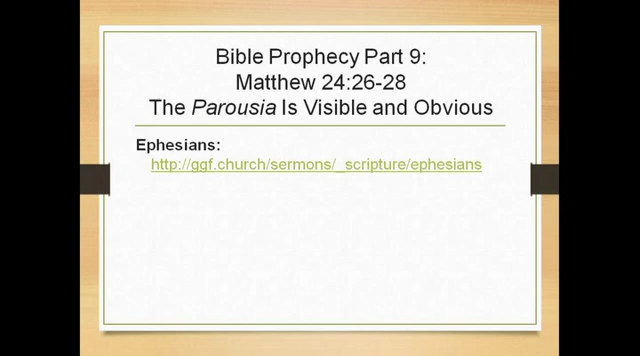 Bible Prophecy Part 9:
Matthew 24:26-28
The Parousia Is Visible and Obvious
Ephesians:
http://ggf.church/sermons/_scripture/ephesians